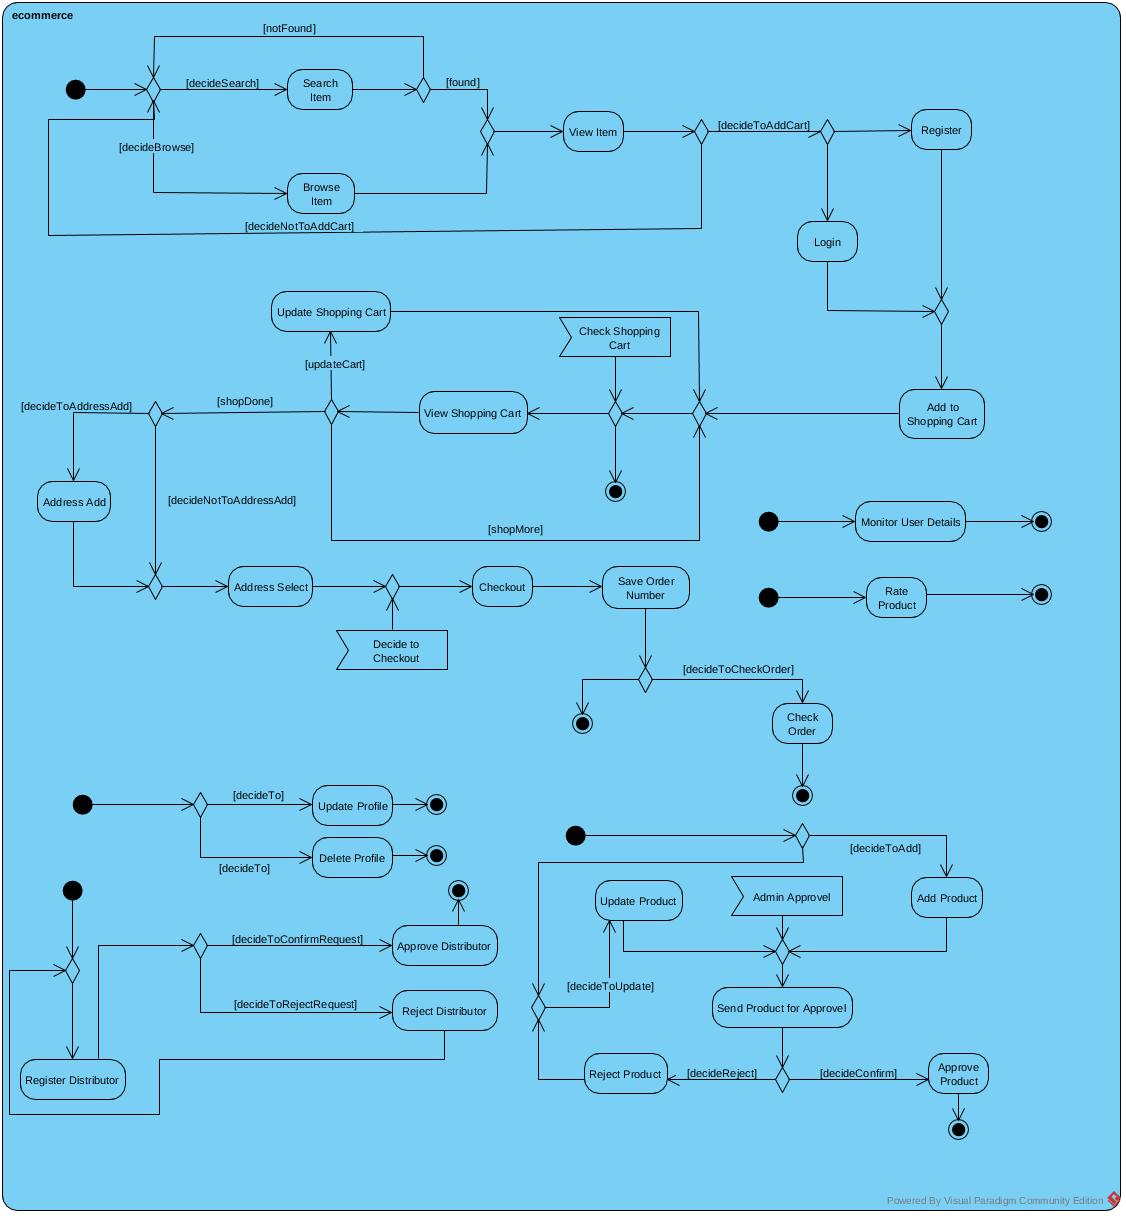 ecommerce
[notFound]
[decideSearch]
Search
Item
[found]
[decideBrowse]
Browse
Item
View Item
[decideToAddCart]
Register
[decideNotToAddCart]
Login
Update Shopping Cart
Check Shopping
Cart
[updateCart]
[decideToAddressAdd]
[shopDone]
View Shopping Cart
Add to
Shopping Cart
Address Add
[decideNotToAddressAdd]
[shopMore]
Monitor User Details
Address Select
Checkout
Save Order
Number
Rate
Product
Decide to
Checkout
[decideToCheckOrder]
Check
Order
[decideTo]
Update Profile
Delete Profile
[decideTo]
[decideToAdd]
Update Product
Admin Approvel
Add Product
[decideToConfirmRequest]
Approve Distributor
[decideToUpdate]
[decideToRejectRequest]
Reject Distributor
Send Product for Approvel
Register Distributor
Reject Product
[decideReject]
[decideConfirm]
Approve
Product
Powered By Visual Paradigm Community Edition